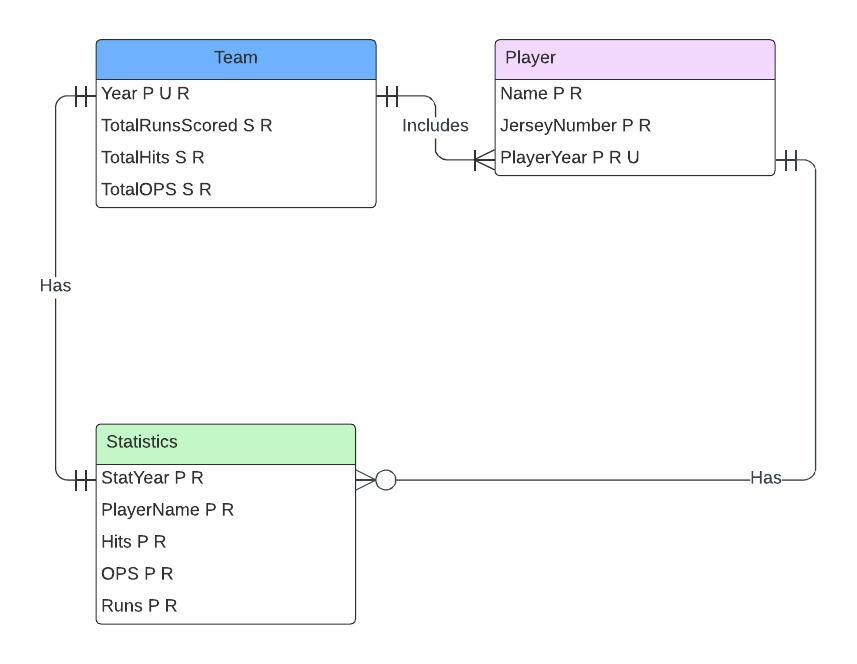 Team
Year P U R
TotalRunsScored S R
TotalHits S R
TotalOPS S R
Includes
Player
Name P R
JerseyNumber P R
PlayerYear P R U
Has
Statistics
StatYear P R
PlayerName P R
Hits P R
OPS P R
Runs P R
Has